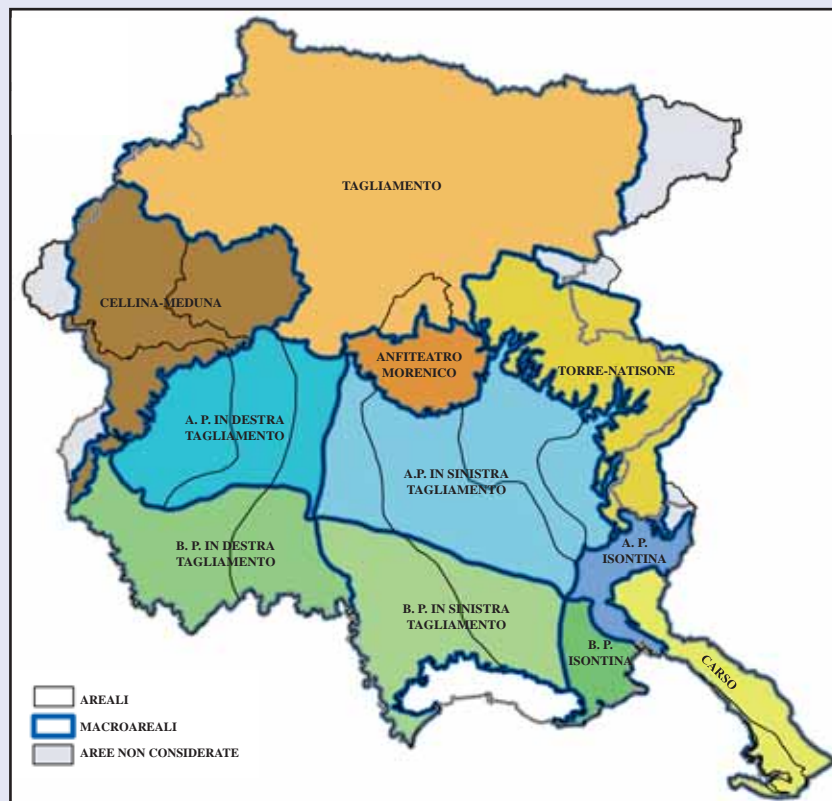 TAGLIAMENTO
CELLINA-MEDUNA
ANFITEATRO
MORENICO
TORRE-NATISONE
A. P. IN DESTRA
TAGLIAMENTO
A.P. IN SINISTRA
TAGLIAMENTO
B. P. IN DESTRA
TAGLIAMENTO
A. P.
ISONTINA
B. P. IN SINISTRA
TAGLIAMENTO
B. P.
ISONTINA
CARSO
AREALI
MACROAREALI
AREE NON CONSIDERATE